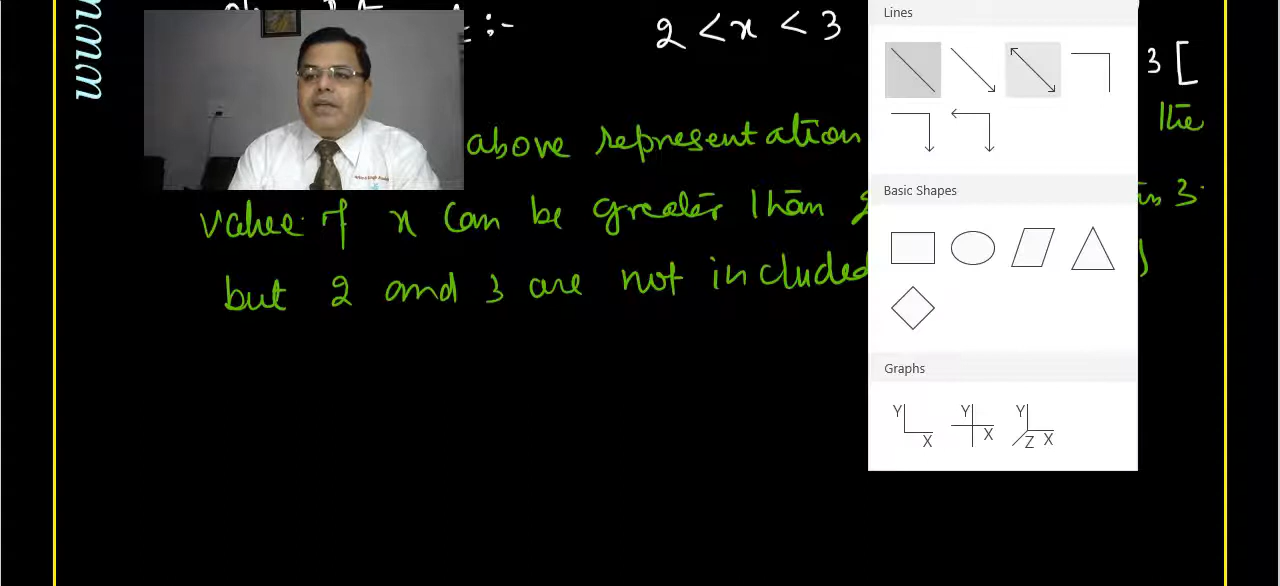 :-
2 < x < 3
3 [
above representation
the
value of x can be greater than
3.
but 2 and 3 are not included
www
Lines
Basic Shapes
Graphs
Y
X
Y
X
Y
Z
X